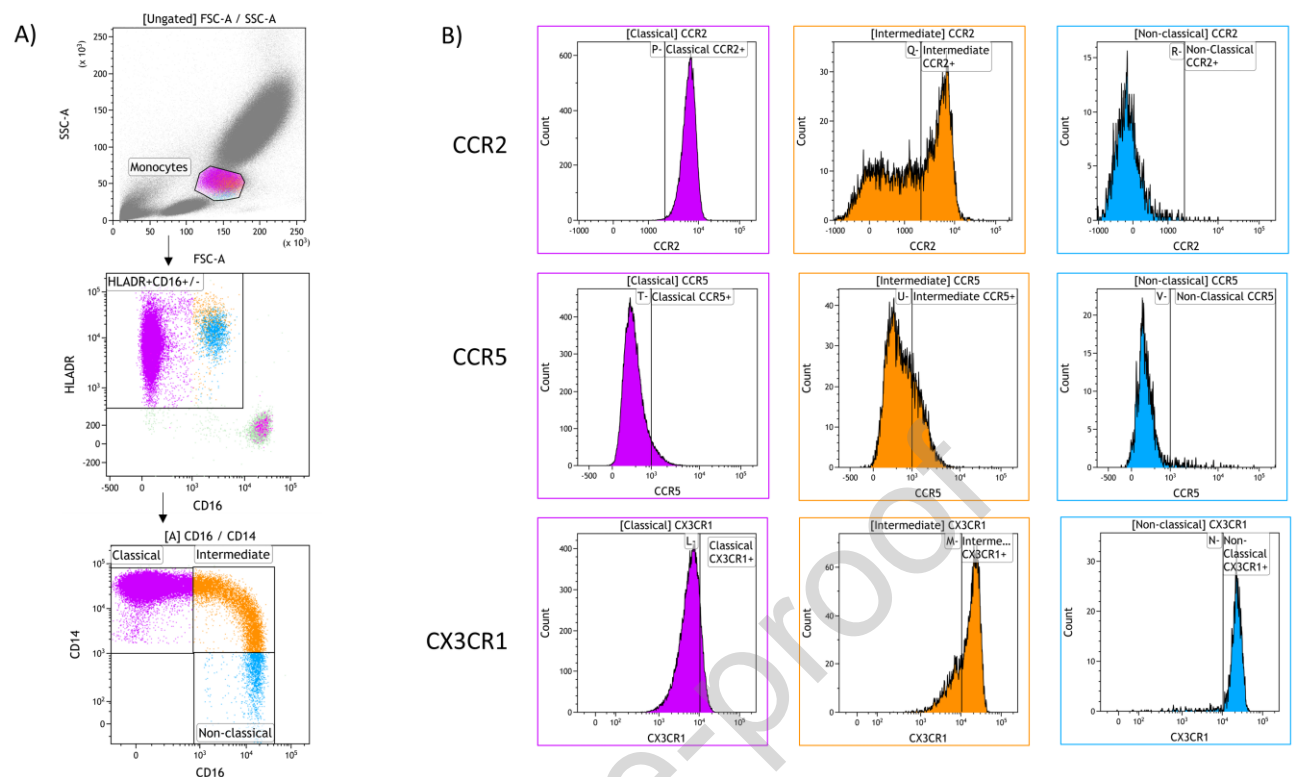 A)
[Ungated] FSC-A / SSC-A
(x 10³)
250
200
150
100
50
0
SSC-A
Monocytes
0 50 100 150 200 250
(x 10³)
FSC-A
HLADR+CD16+/-
10⁵
10⁴
10³
200
0
-200
HLADR
-500 0 10³ 10⁴ 10⁵
CD16
[A] CD16 / CD14
Classical Intermediate
10⁵
10⁴
10³
10²
0
CD14
Non-classical
0 10³ 10⁴ 10⁵
CD16
B)
CCR2
[Classical] CCR2
P- Classical CCR2+
600
400
200
0
Count
-1000 0 1000 10⁴ 10⁵
CCR2
[Intermediate] CCR2
Q- Intermediate
CCR2+
30
20
10
0
Count
-1000 0 1000 10⁴ 10⁵
CCR2
[Non-classical] CCR2
R- Non-Classical
CCR2+
15
10
5
0
Count
-1000 0 1000 10⁴ 10⁵
CCR2
CCR5
[Classical] CCR5
T- Classical CCR5+
400
300
200
100
0
Count
-500 0 10³ 10⁴ 10⁵
CCR5
[Intermediate] CCR5
U- Intermediate CCR5+
40
30
20
10
0
Count
-500 0 10³ 10⁴ 10⁵
CCR5
[Non-classical] CCR5
V- Non-Classical CCR5
20
15
10
5
0
Count
-500 0 10³ 10⁴ 10⁵
CCR5
CX3CR1
[Classical] CX3CR1
Classical
CX3CR1+
400
300
200
100
0
Count
0 10² 10³ 10⁴ 10⁵
CX3CR1
[Intermediate] CX3CR1
M- Interme...
CX3CR1+
60
40
20
0
Count
0 10² 10³ 10⁴ 10⁵
CX3CR1
[Non-classical] CX3CR1
N- Non-
Classical
CX3CR1+
30
20
10
0
Count
0 10² 10³ 10⁴ 10⁵
CX3CR1
e-proof